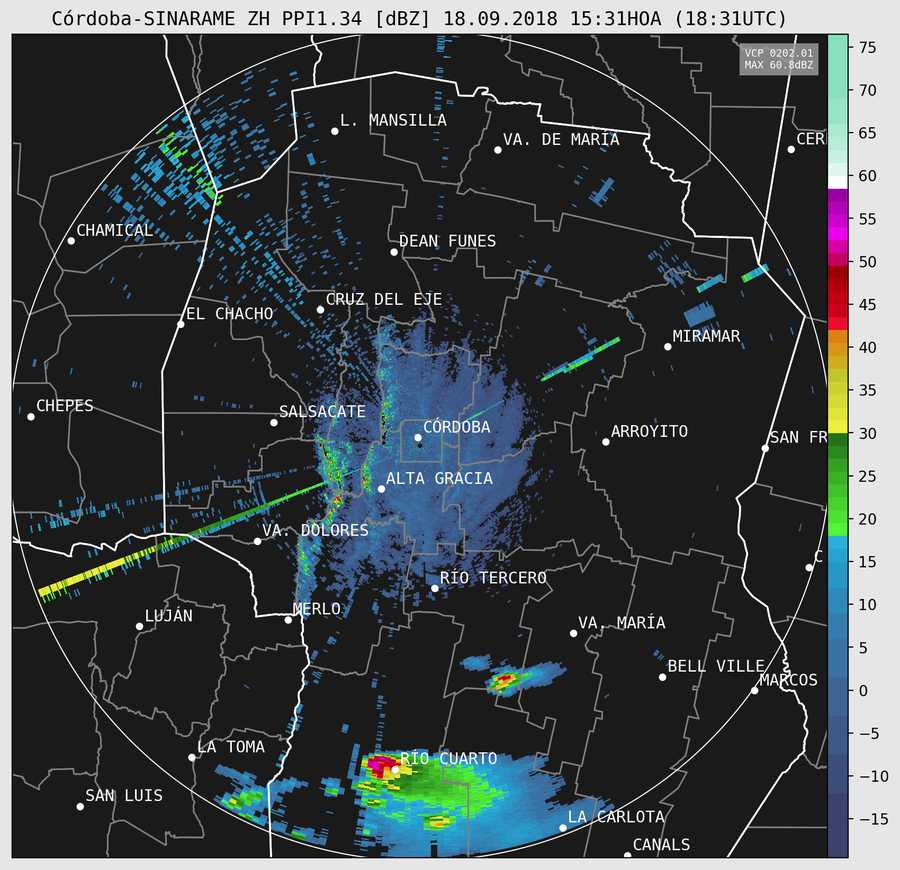 Córdoba-SINARAME ZH PPI1.34 [dBZ] 18.09.2018 15:31HOA (18:31UTC)
VCP 0202.01
MAX 60.8dBZ
75
70
65
60
55
50
45
40
35
30
25
20
15
10
5
0
−5
−10
−15
L. MANSILLA
VA. DE MARÍA
CER
CHAMICAL
DEAN FUNES
CRUZ DEL EJE
EL CHACHO
MIRAMAR
CHEPES
SALSACATE
CÓRDOBA
ARROYITO
SAN FR
ALTA GRACIA
VA. DOLORES
C
RÍO TERCERO
LUJÁN
MERLO
VA. MARÍA
BELL VILLE
MARCOS
LA TOMA
RÍO CUARTO
SAN LUIS
LA CARLOTA
CANALS